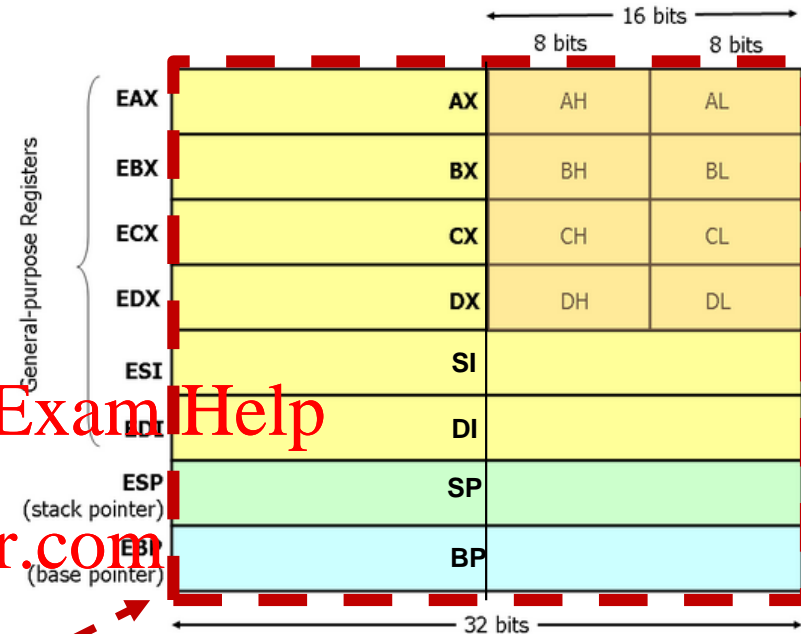 16 bits
8 bits 8 bits
EAX AX AH AL
EBX BX BH BL
ECX CX CH CL
EDX DX DH DL
General-purpose Registers
ESI SI
Exam Help
EDI DI
ESP SP
(stack pointer)
r.com
EBP BP
(base pointer)
32 bits